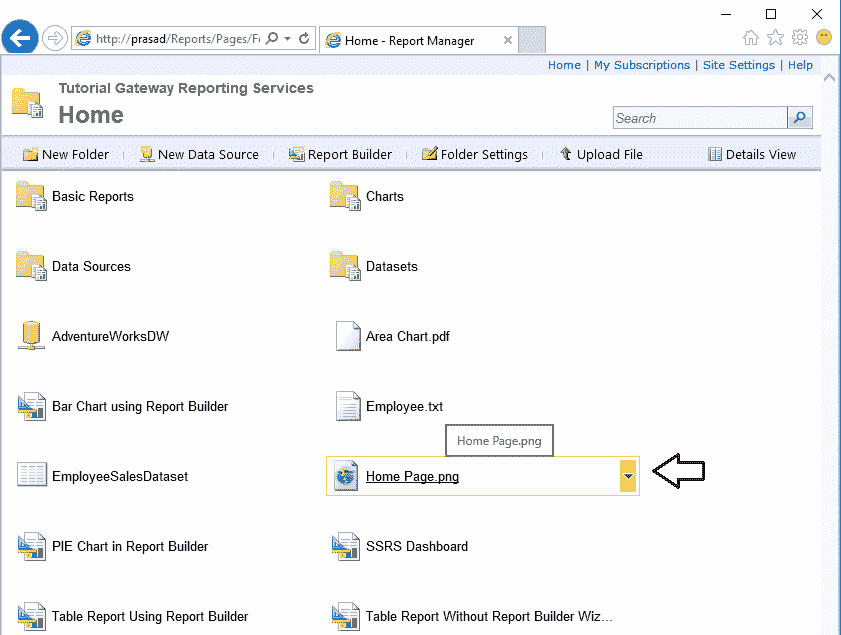 http://prasad/Reports/Pages/F
Home - Report Manager
Home | My Subscriptions | Site Settings | Help
Tutorial Gateway Reporting Services
Home
Search
New Folder
New Data Source
Report Builder
Folder Settings
Upload File
Details View
Basic Reports
Charts
Data Sources
Datasets
AdventureWorksDW
Area Chart.pdf
Bar Chart using Report Builder
Employee.txt
Home Page.png
EmployeeSalesDataset
Home Page.png
PIE Chart in Report Builder
SSRS Dashboard
Table Report Using Report Builder
Table Report Without Report Builder Wiz...